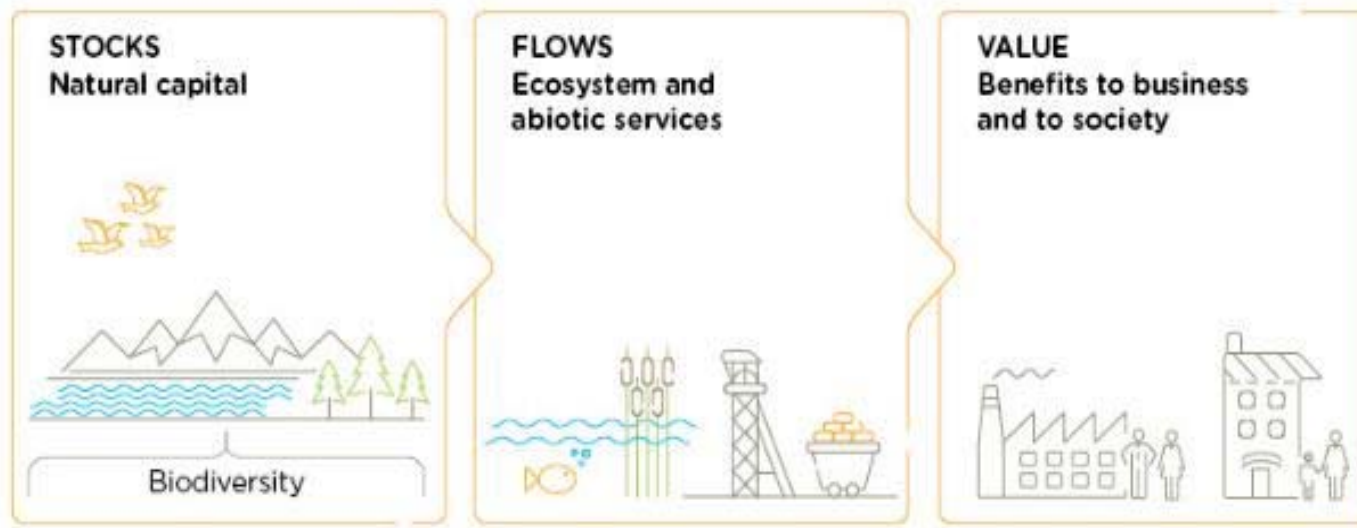 STOCKS
Natural capital
Biodiversity
FLOWS
Ecosystem and
abiotic services
VALUE
Benefits to business
and to society